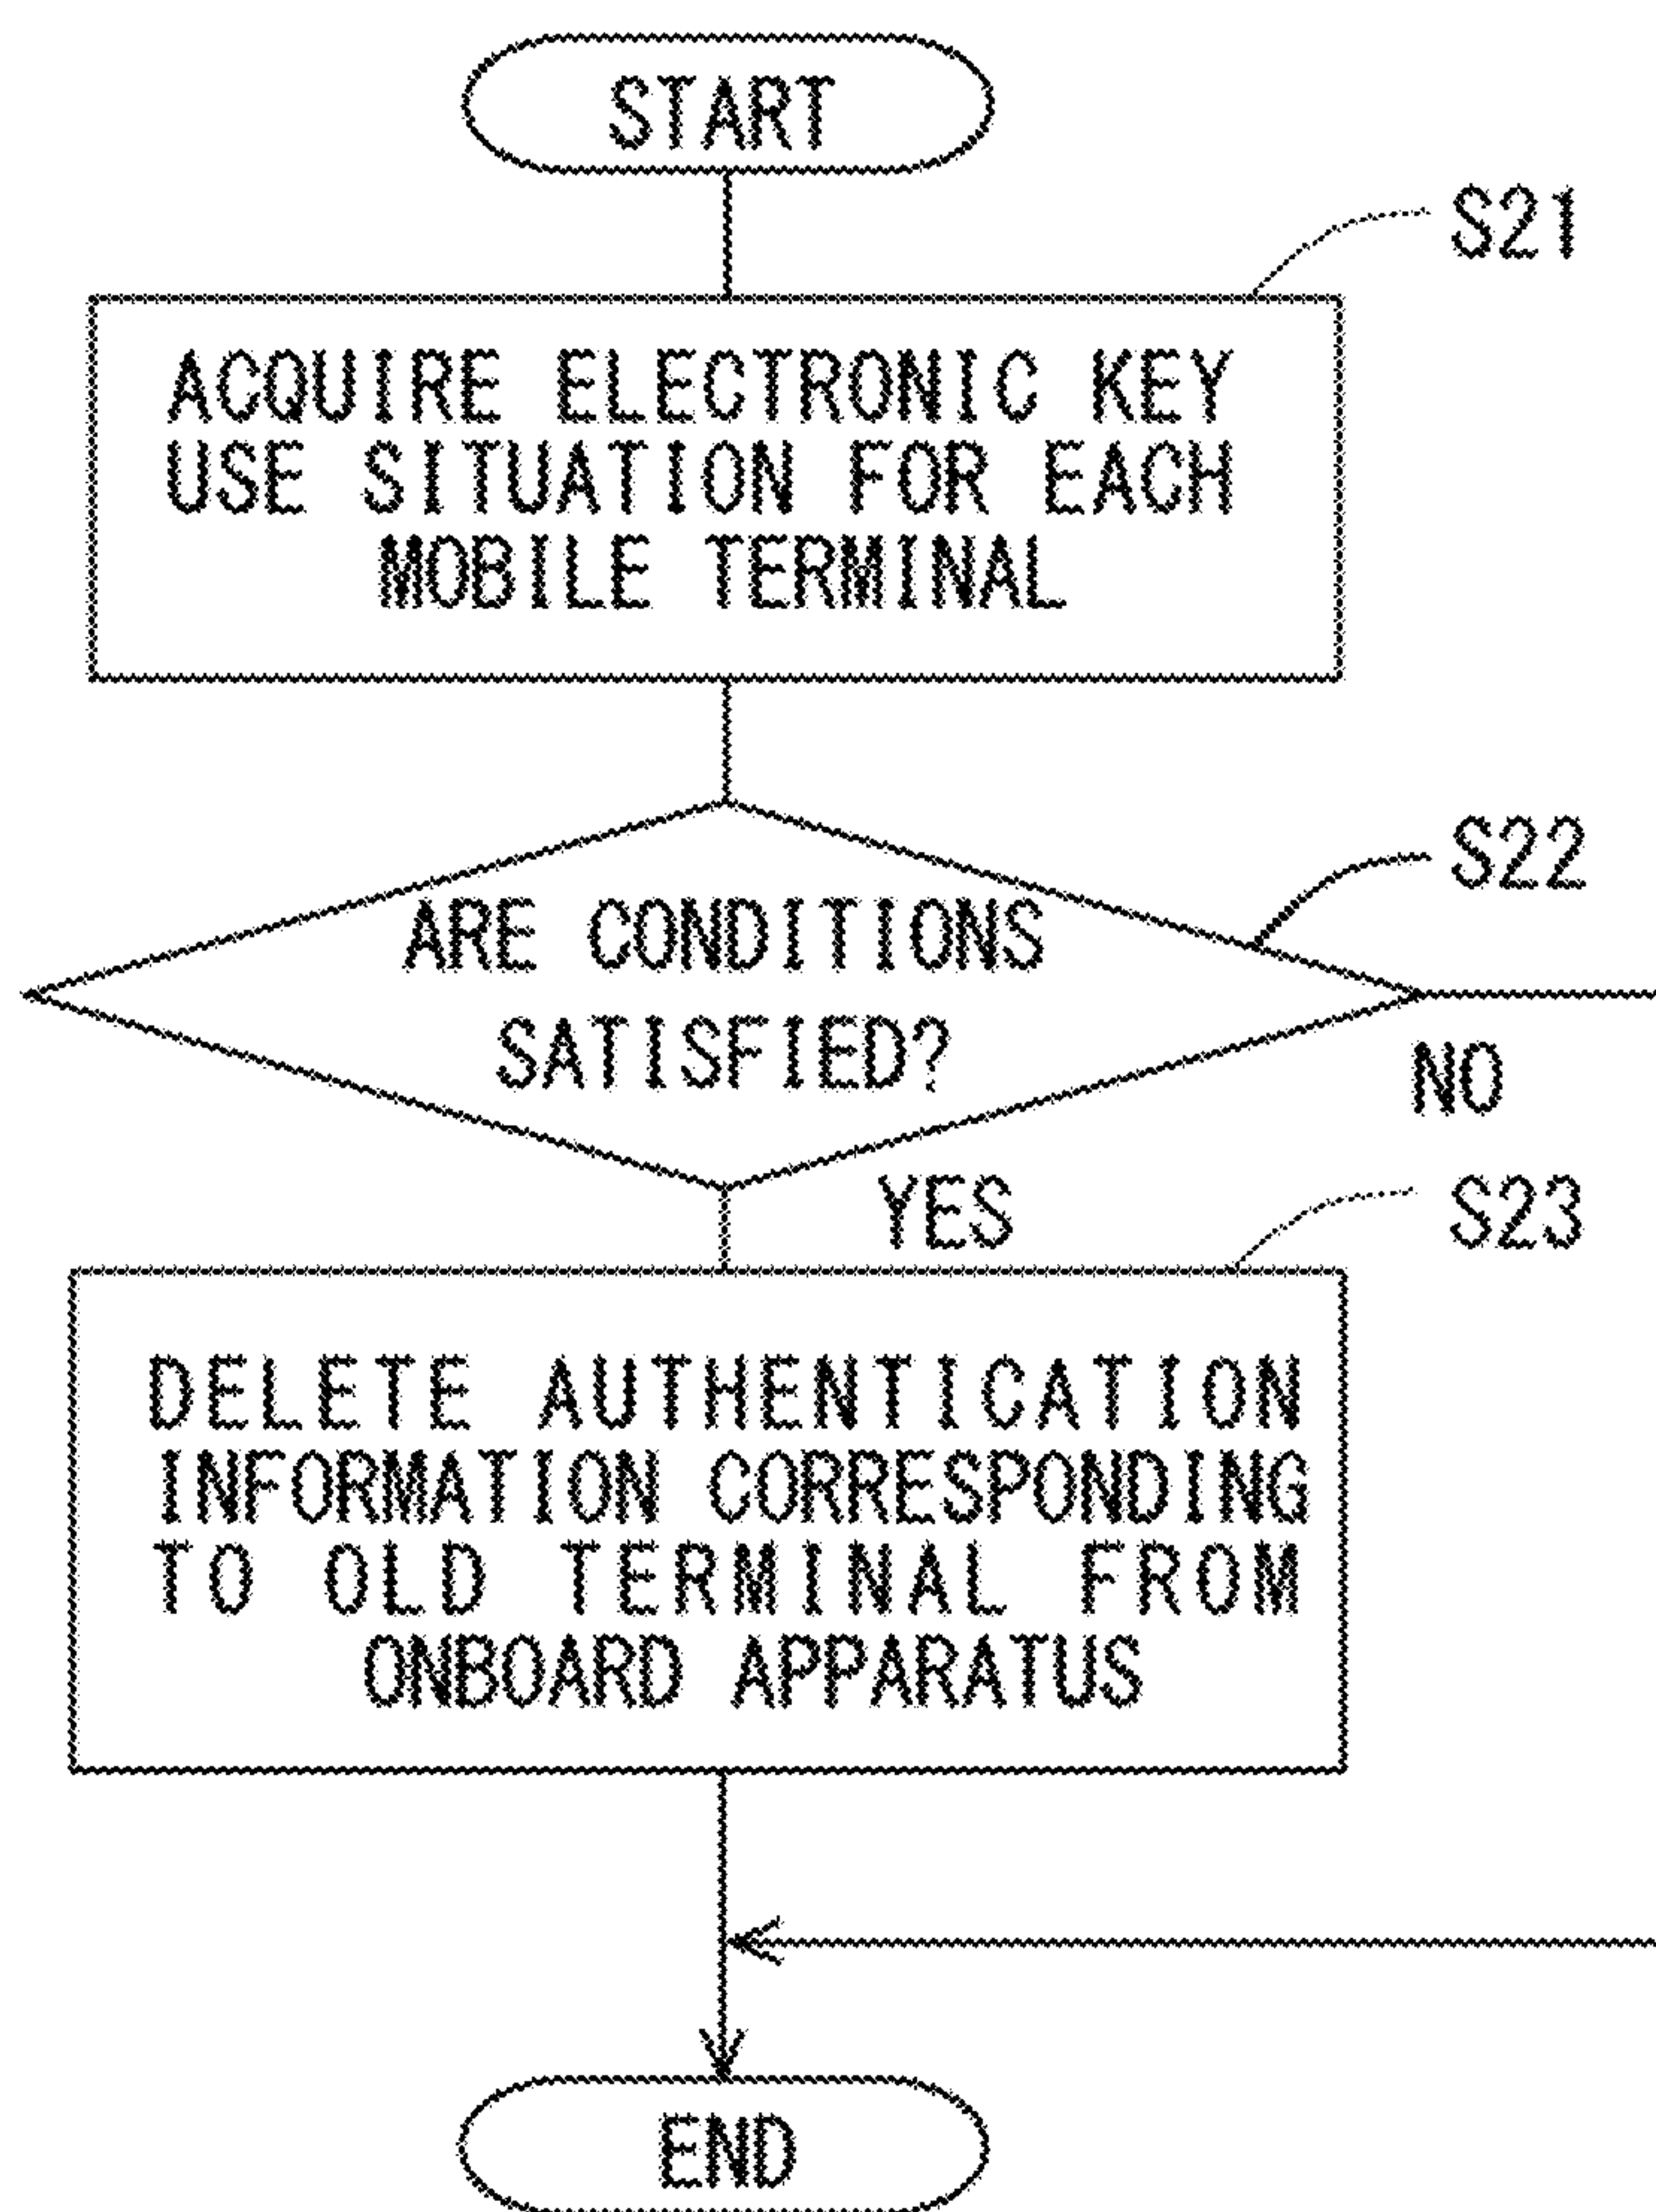 START
S21
ACQUIRE ELECTRONIC KEY
USE SITUATION FOR EACH
MOBILE TERMINAL
S22
ARE CONDITIONS
SATISFIED?
NO
YES
S23
DELETE AUTHENTICATION
INFORMATION CORRESPONDING
TO OLD TERMINAL FROM
ONBOARD APPARATUS
END